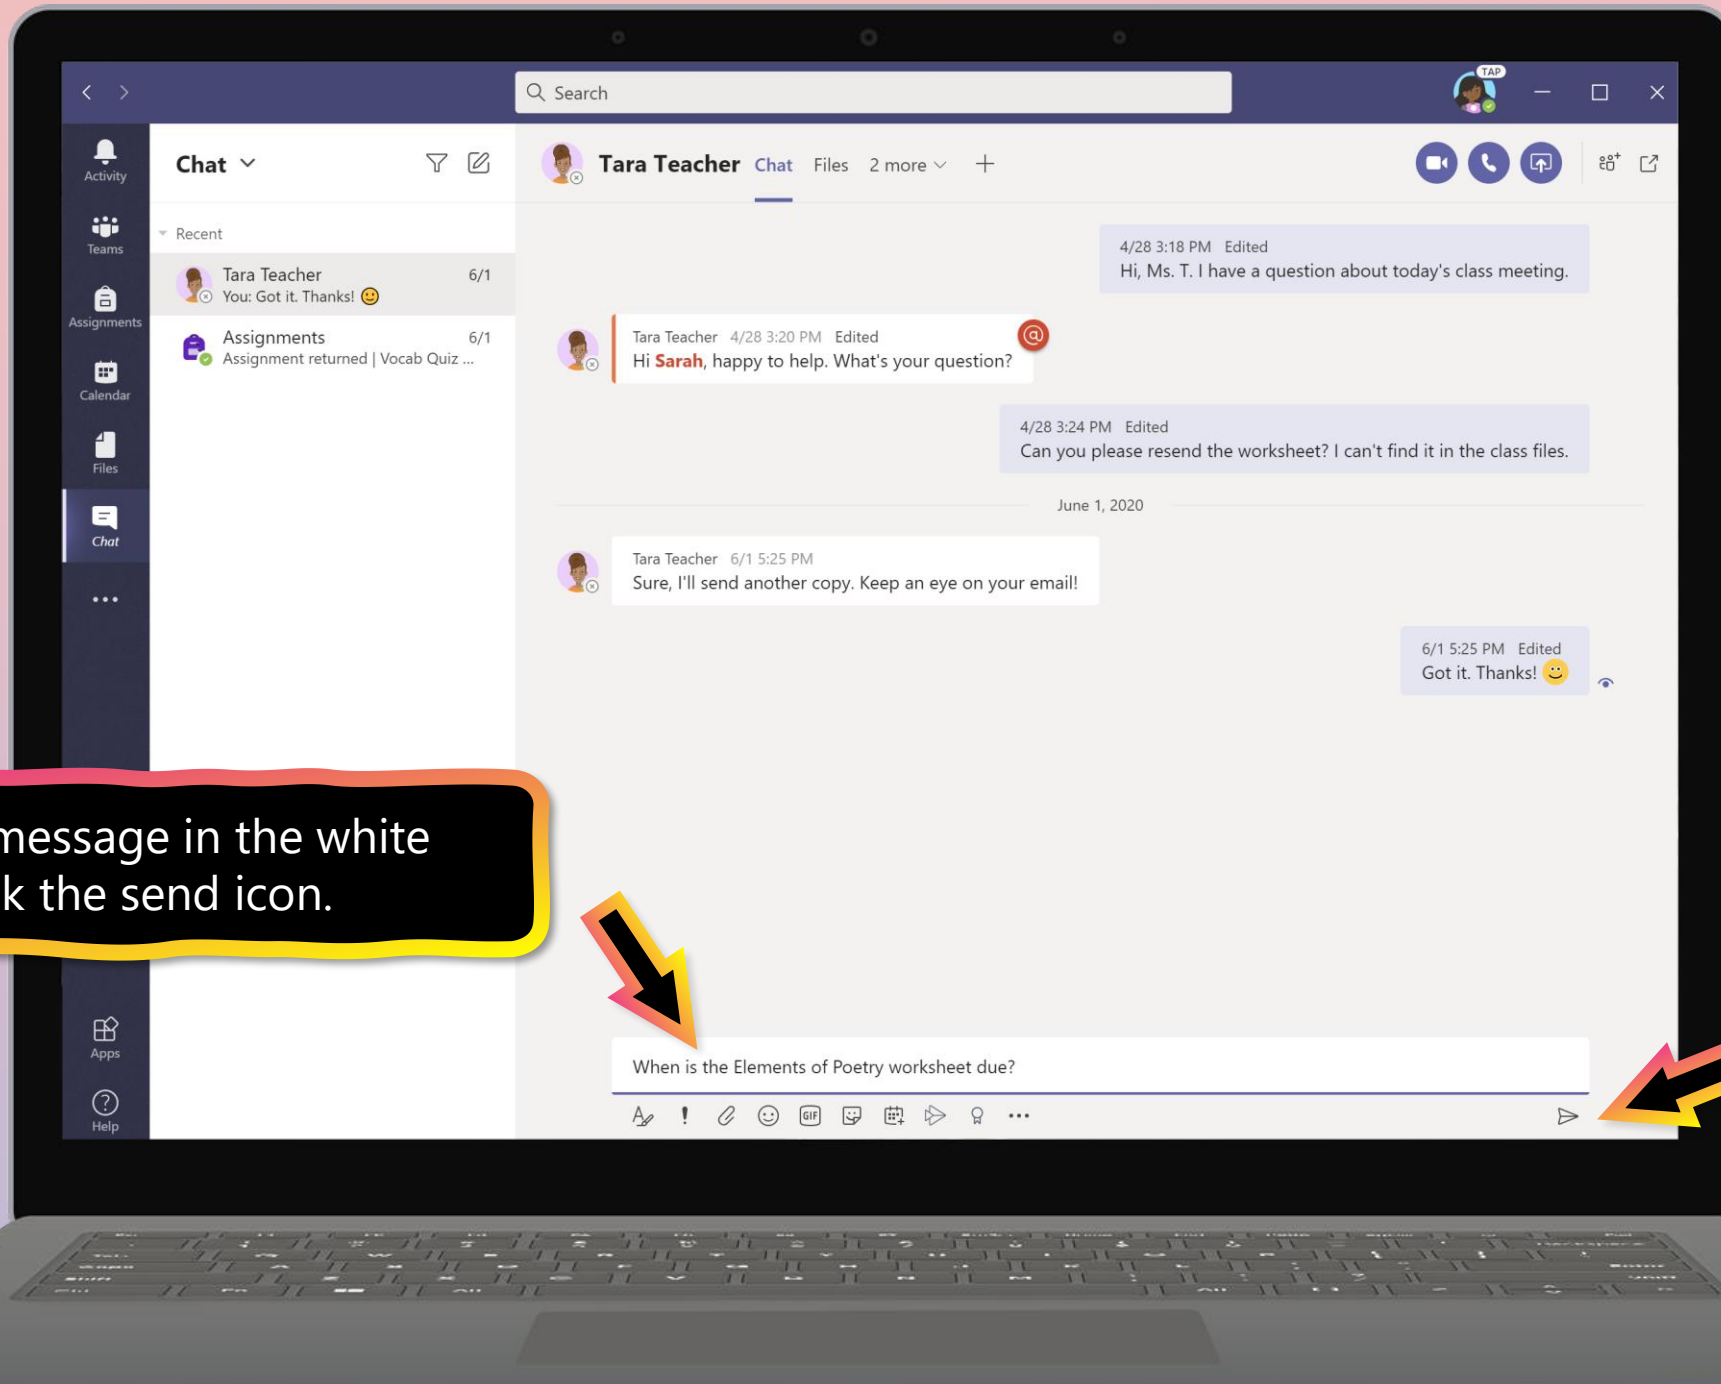 Search
TAP
Activity
Teams
Assignments
Calendar
Files
Chat
Apps
Help
Chat
Recent
Tara Teacher 6/1
You: Got it. Thanks!
Assignments 6/1
Assignment returned | Vocab Quiz ...
Tara Teacher Chat Files 2 more
4/28 3:18 PM Edited
Hi, Ms. T. I have a question about today's class meeting.
Tara Teacher 4/28 3:20 PM Edited
@
Hi Sarah, happy to help. What's your question?
4/28 3:24 PM Edited
Can you please resend the worksheet? I can't find it in the class files.
June 1, 2020
Tara Teacher 6/1 5:25 PM
Sure, I'll send another copy. Keep an eye on your email!
6/1 5:25 PM Edited
Got it. Thanks!
message in the white
k the send icon.
When is the Elements of Poetry worksheet due?
GIF